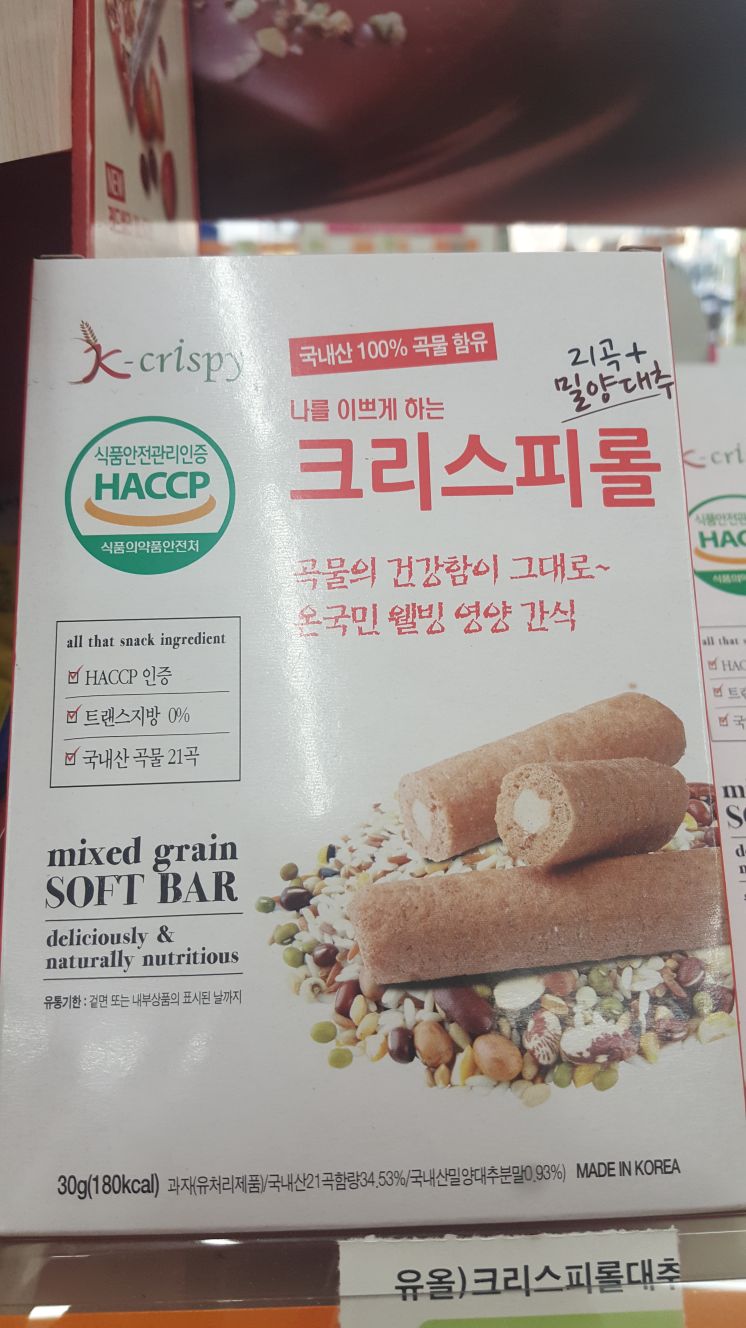 NEW
K-crispy
국내산 100% 곡물 함유
21곡+
밀양대추
나를 이쁘게 하는
크리스피롤
식품안전관리인증
HACCP
식품의약품안전처
곡물의 건강함이 그대로~
온국민 웰빙 영양 간식
all that snack ingredient
HACCP 인증
트랜스지방 0%
국내산 곡물 21곡
mixed grain
SOFT BAR
deliciously &
naturally nutritious
유통기한 : 겉면 또는 내부상품의 표시된 날까지
30g(180kcal) 과자(유처리제품)/국내산21곡함량34.53%/국내산밀양대추분말0.93%) MADE IN KOREA
유올)크리스피롤대추